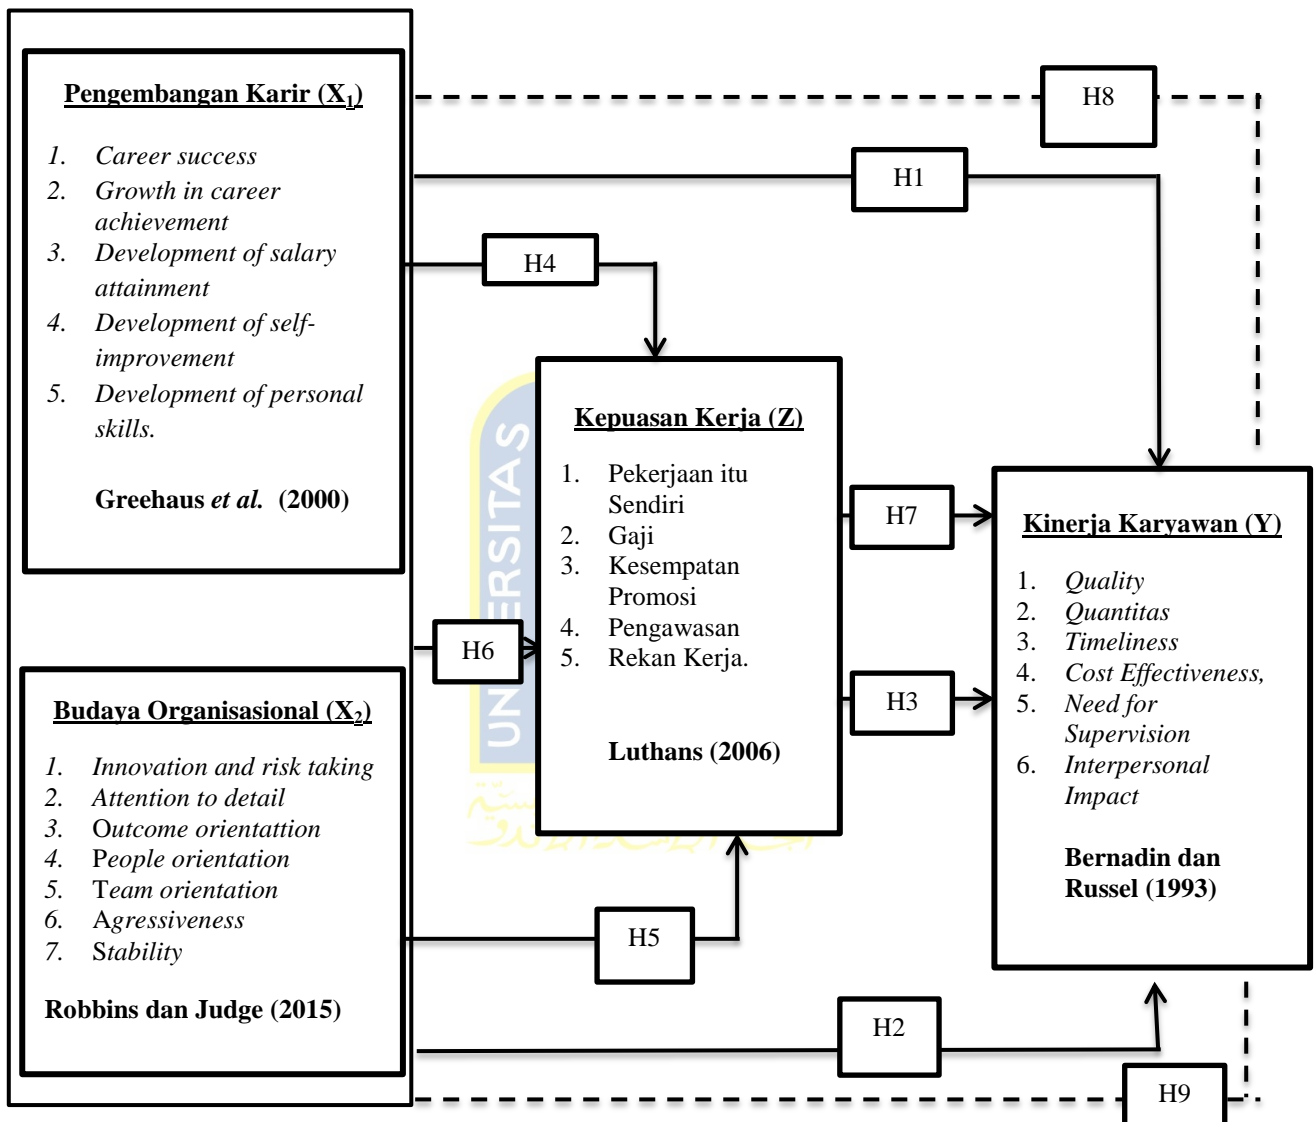 Pengembangan Karir (X1)
1. Career success
2. Growth in career
achievement
3. Development of salary
attainment
4. Development of self-
improvement
5. Development of personal
skills.
Greehaus et al. (2000)
Budaya Organisasional (X2)
1. Innovation and risk taking
2. Attention to detail
3. Outcome orientattion
4. People orientation
5. Team orientation
6. Agressiveness
7. Stability
Robbins dan Judge (2015)
H8
H1
H4
H6
H5
H2
H9
UNIVERSITAS
Kepuasan Kerja (Z)
1. Pekerjaan itu
Sendiri
2. Gaji
3. Kesempatan
Promosi
4. Pengawasan
5. Rekan Kerja.
Luthans (2006)
H7
H3
Kinerja Karyawan (Y)
1. Quality
2. Quantitas
3. Timeliness
4. Cost Effectiveness,
5. Need for
Supervision
6. Interpersonal
Impact
Bernadin dan
Russel (1993)